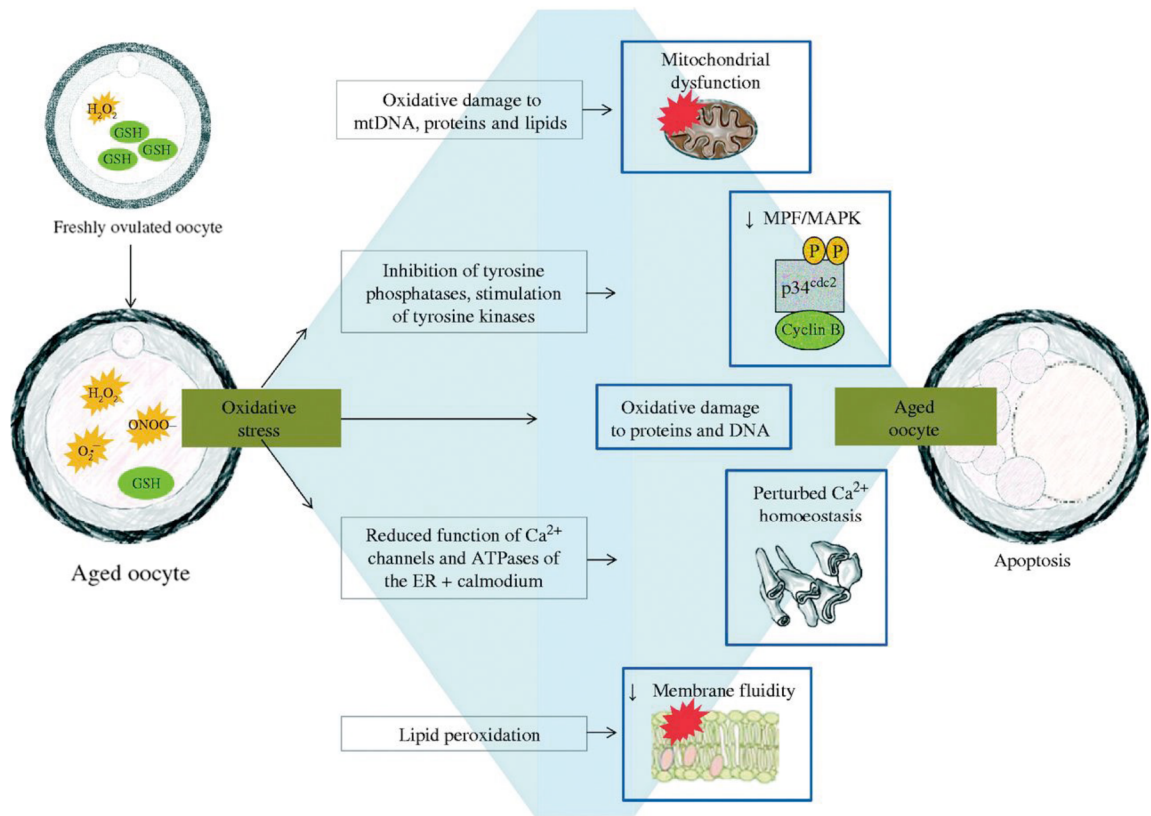 H2O2
GSH
GSH
GSH
Freshly ovulated oocyte
H2O2
ONOO–
O2·–
GSH
Aged oocyte
Oxidative
stress
Oxidative damage to
mtDNA, proteins and lipids
Mitochondrial
dysfunction
Inhibition of tyrosine
phosphatases, stimulation
of tyrosine kinases
↓ MPF/MAPK
P P
p34cdc2
Cyclin B
Oxidative damage
to proteins and DNA
Reduced function of Ca2+
channels and ATPases of
the ER + calmodium
Perturbed Ca2+
homoeostasis
Lipid peroxidation
↓ Membrane fluidity
Aged
oocyte
Apoptosis